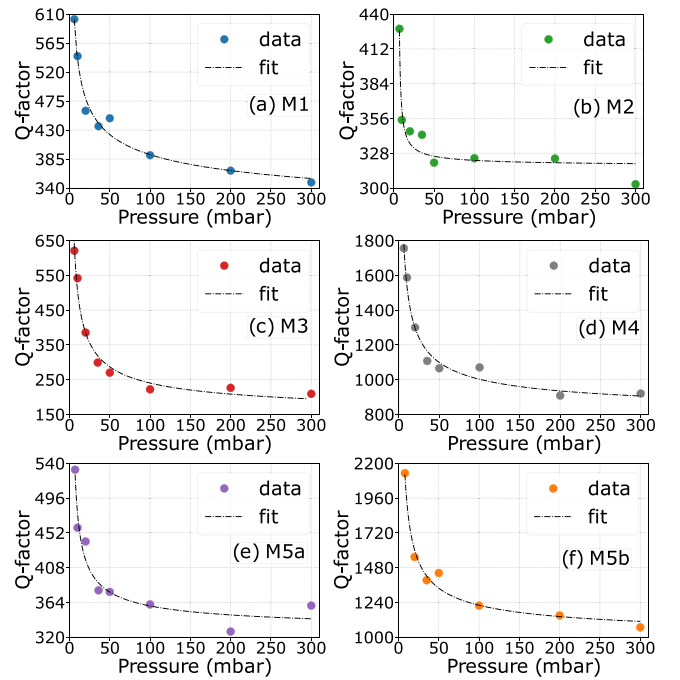 610
565
520
475
430
385
340
Q-factor
data
fit
(a) M1
0 50 100 150 200 250 300
Pressure (mbar)
440
412
384
356
328
300
Q-factor
data
fit
(b) M2
0 50 100 150 200 250 300
Pressure (mbar)
650
550
450
350
250
150
Q-factor
data
fit
(c) M3
0 50 100 150 200 250 300
Pressure (mbar)
1800
1600
1400
1200
1000
800
Q-factor
data
fit
(d) M4
0 50 100 150 200 250 300
Pressure (mbar)
540
496
452
408
364
320
Q-factor
data
fit
(e) M5a
0 50 100 150 200 250 300
Pressure (mbar)
2200
1960
1720
1480
1240
1000
Q-factor
data
fit
(f) M5b
0 50 100 150 200 250 300
Pressure (mbar)